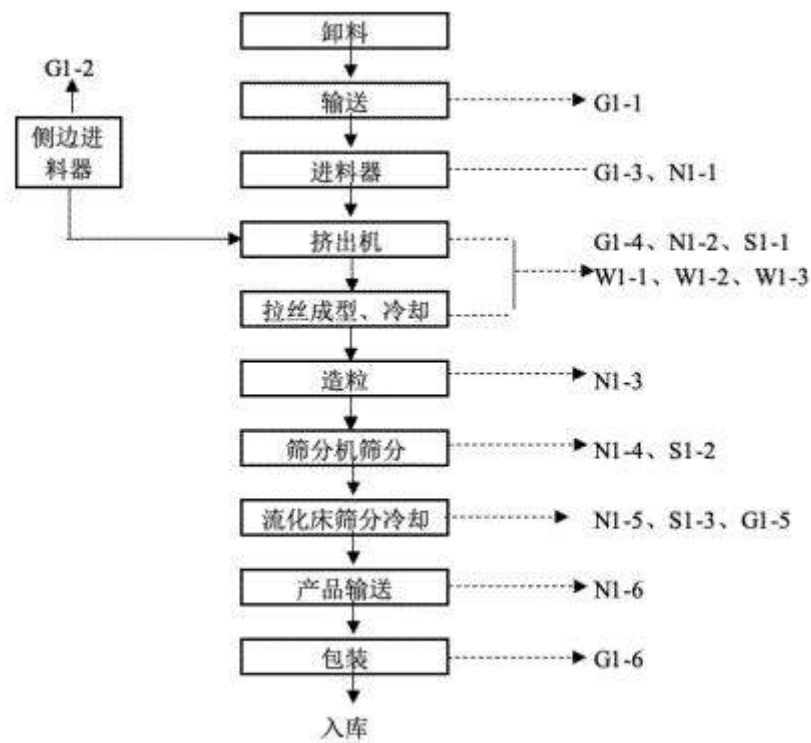 卸料
G1-2
输送
G1-1
侧边进
料器
进料器
G1-3、N1-1
挤出机
G1-4、N1-2、S1-1
W1-1、W1-2、W1-3
拉丝成型、冷却
造粒
N1-3
筛分机筛分
N1-4、S1-2
流化床筛分冷却
N1-5、S1-3、G1-5
产品输送
N1-6
包装
G1-6
入库